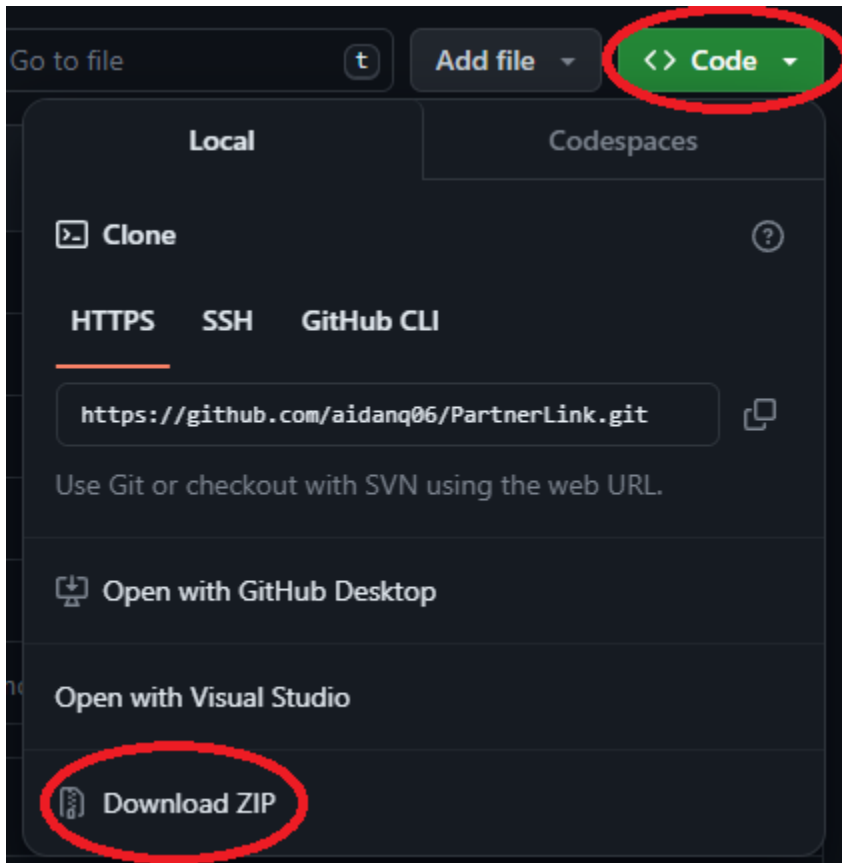 Go to file t Add file <> Code
Local Codespaces
Clone
HTTPS SSH GitHub CLI
https://github.com/aidanq06/PartnerLink.git
Use Git or checkout with SVN using the web URL.
Open with GitHub Desktop
Open with Visual Studio
Download ZIP